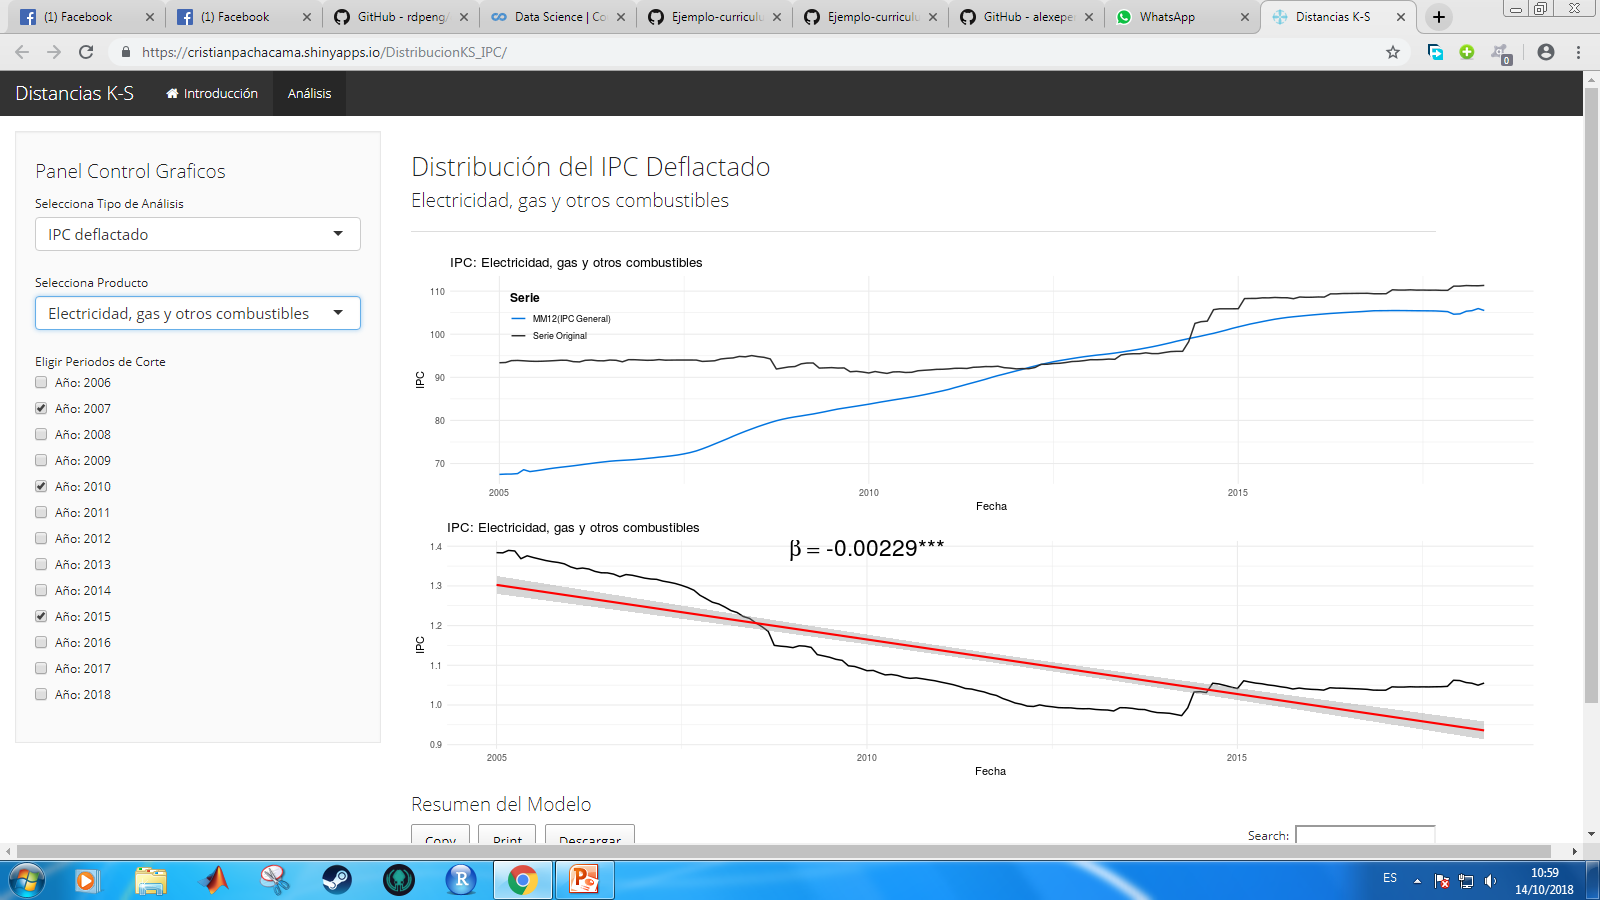 (1) Facebook
(1) Facebook
GitHub - rdpeng/
Data Science | Co
Ejemplo-curriculu
Ejemplo-curriculu
GitHub - alexepe
WhatsApp
Distancias K-S
https://cristianpachacama.shinyapps.io/DistribucionKS_IPC/
0
Distancias K-S
Introducción
Análisis
Panel Control Graficos
Selecciona Tipo de Análisis
IPC deflactado
Selecciona Producto
Electricidad, gas y otros combustibles
Eligir Periodos de Corte
Año: 2006
Año: 2007
Año: 2008
Año: 2009
Año: 2010
Año: 2011
Año: 2012
Año: 2013
Año: 2014
Año: 2015
Año: 2016
Año: 2017
Año: 2018
Distribución del IPC Deflactado
Electricidad, gas y otros combustibles
IPC: Electricidad, gas y otros combustibles
Serie
MM12(IPC General)
Serie Original
110
100
90
80
70
IPC
2005
2010
2015
Fecha
IPC: Electricidad, gas y otros combustibles
β = -0.00229***
1.4
1.3
1.2
1.1
1.0
0.9
IPC
2005
2010
2015
Fecha
Resumen del Modelo
Copy
Print
Descargar
Search:
ES
10:59
14/10/2018